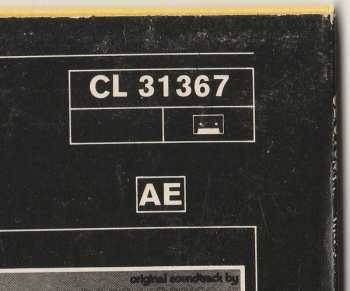 CL 31367
AE
original soundtrack by